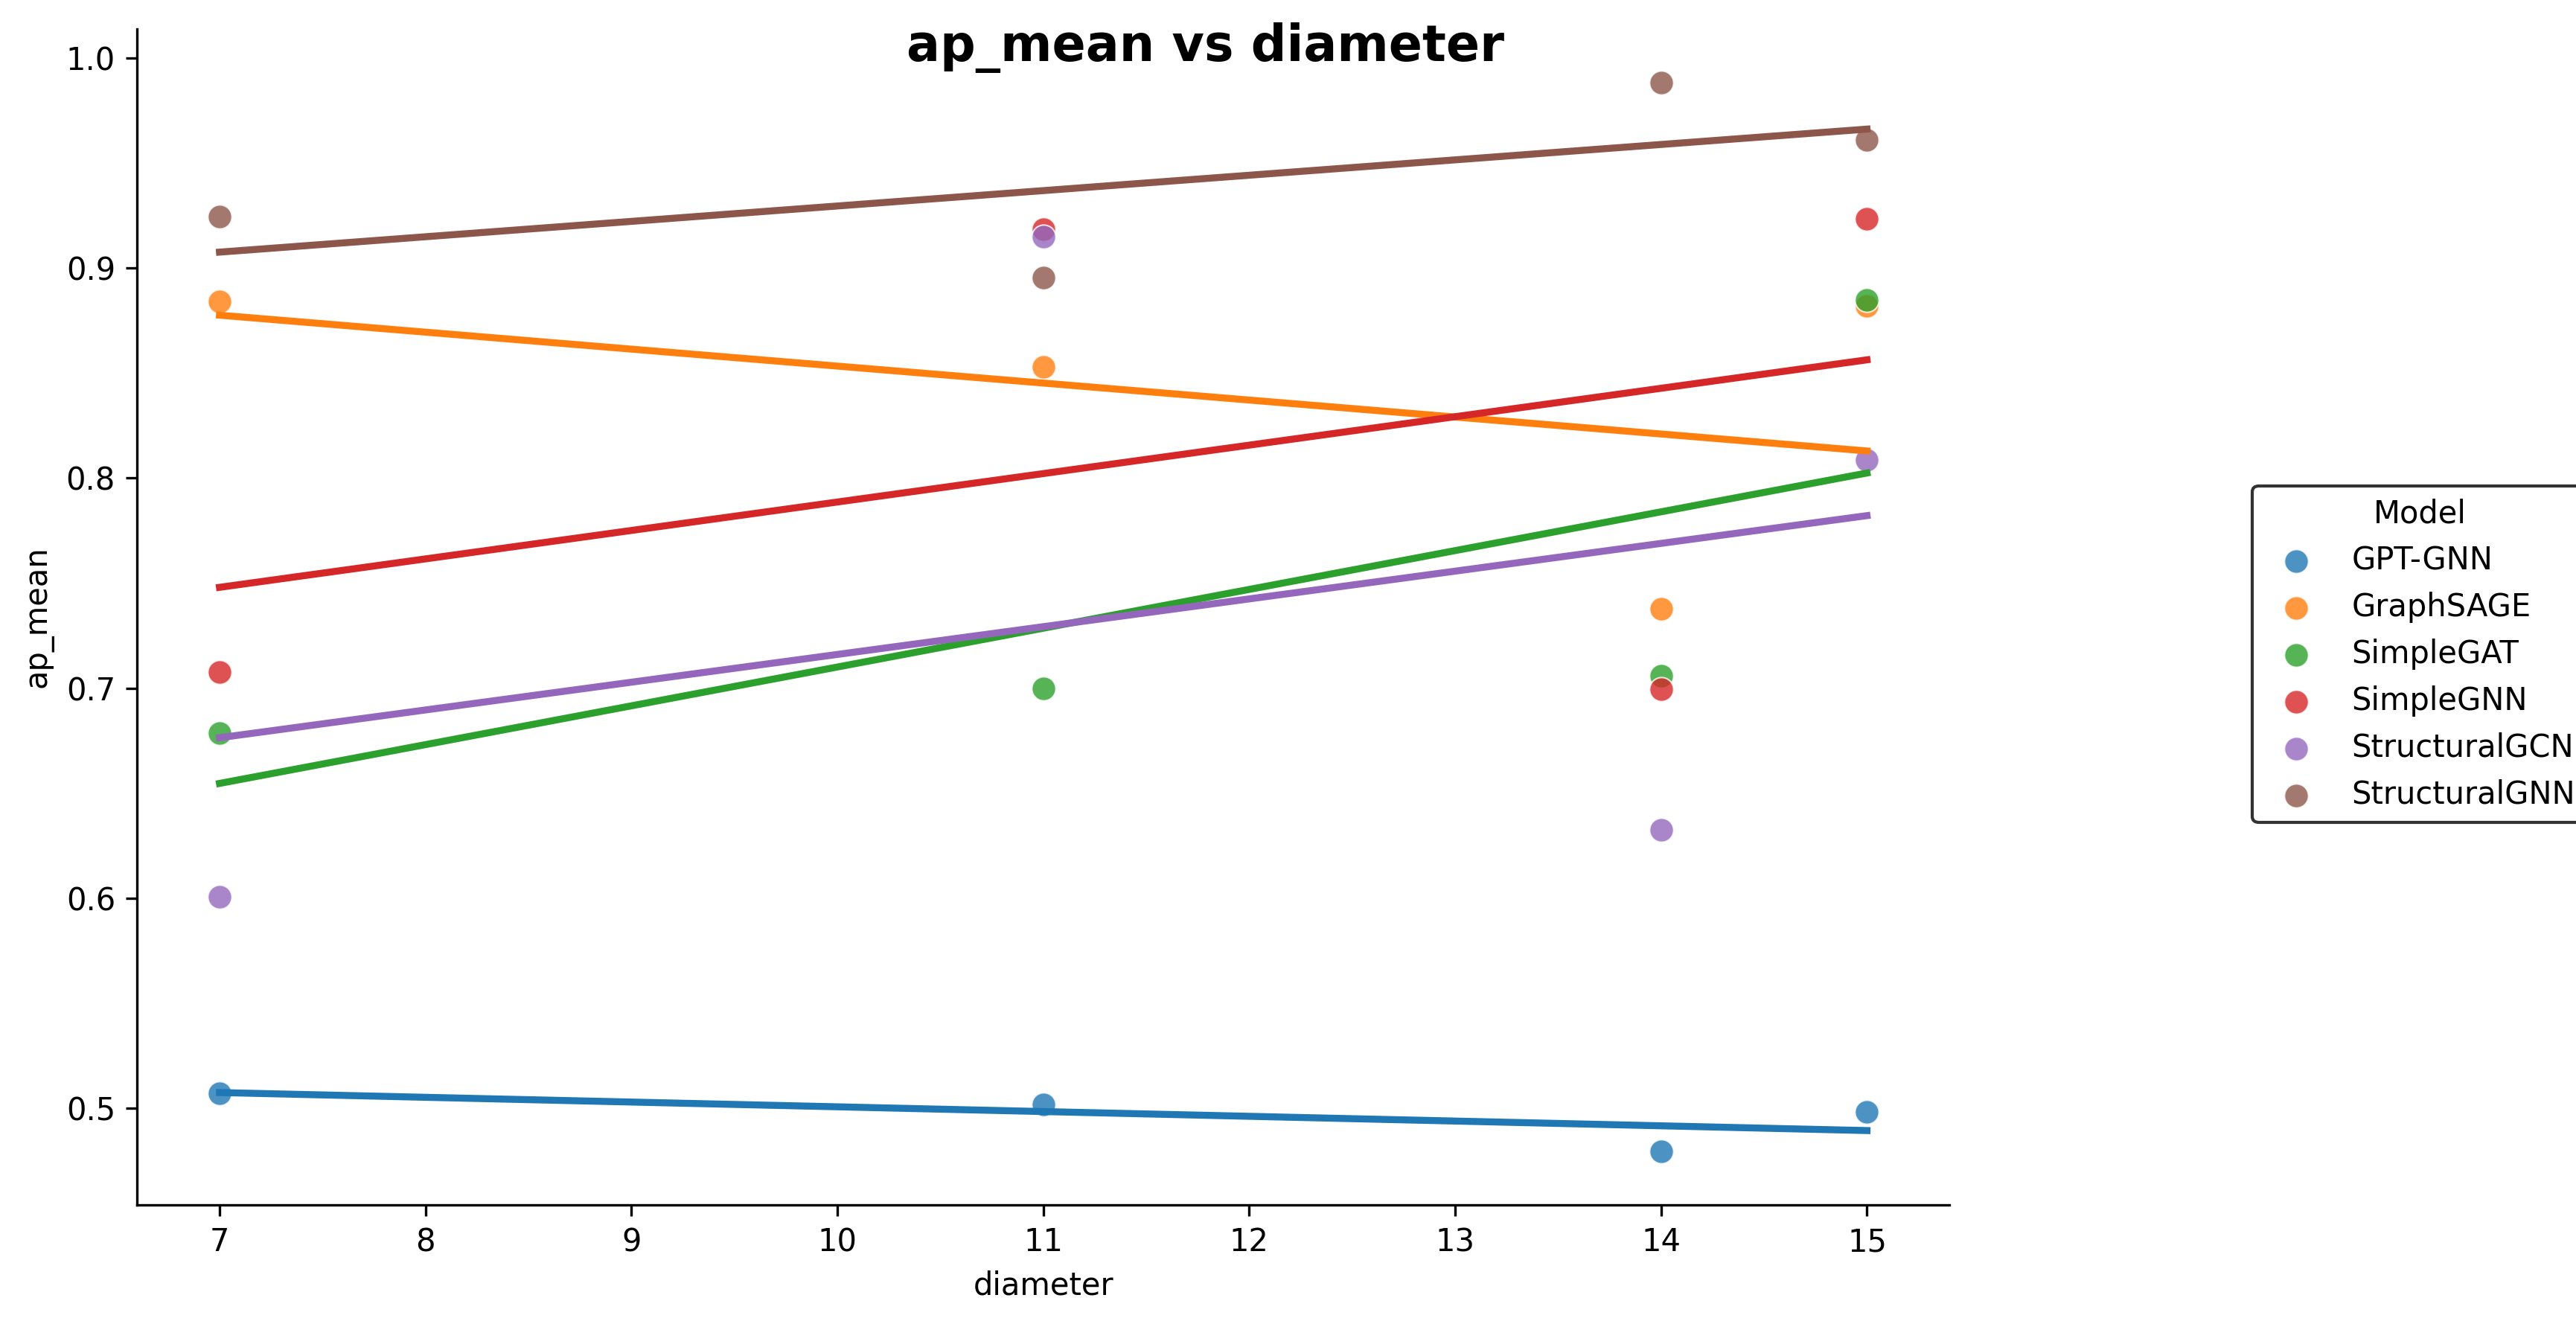 ap_mean vs diameter
1.0
0.9
0.8
0.7
0.6
0.5
ap_mean
7 8 9 10 11 12 13 14 15
diameter
Model
GPT-GNN
GraphSAGE
SimpleGAT
SimpleGNN
StructuralGCN
StructuralGNN